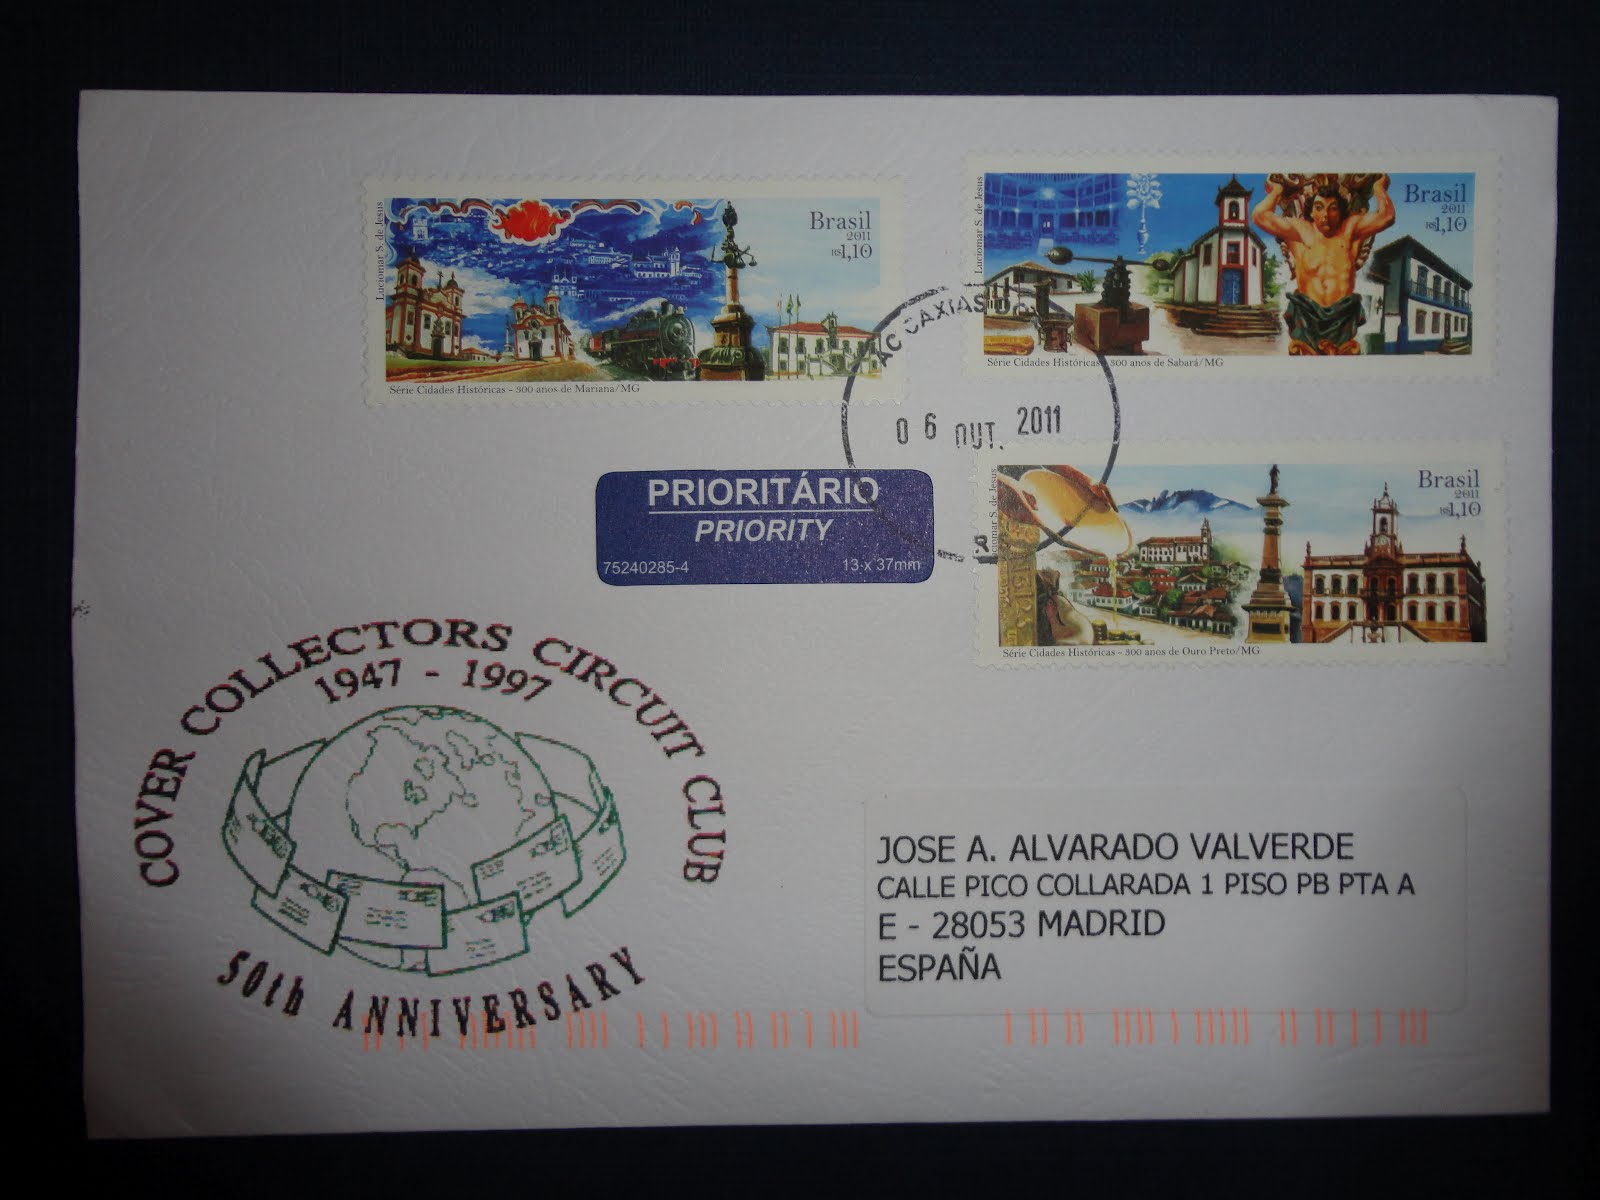 Luciomar S. de Jesus
Brasil
2011
R$1,10
Série Cidades Históricas - 300 anos de Mariana/MG
Luciomar S. de Jesus
Brasil
2011
R$1,10
Série Cidades Históricas - 300 anos de Sabará/MG
AC CAXIAS
06 OUT. 2011
PRIORITÁRIO
PRIORITY
75240285-4 13 x 37mm
Luciomar S. de Jesus
Brasil
2011
R$1,10
Série Cidades Históricas - 300 anos de Ouro Preto/MG
COVER COLLECTORS CIRCUIT CLUB
1947 - 1997
50th ANNIVERSARY
JOSE A. ALVARADO VALVERDE
CALLE PICO COLLARADA 1 PISO PB PTA A
E - 28053 MADRID
ESPAÑA